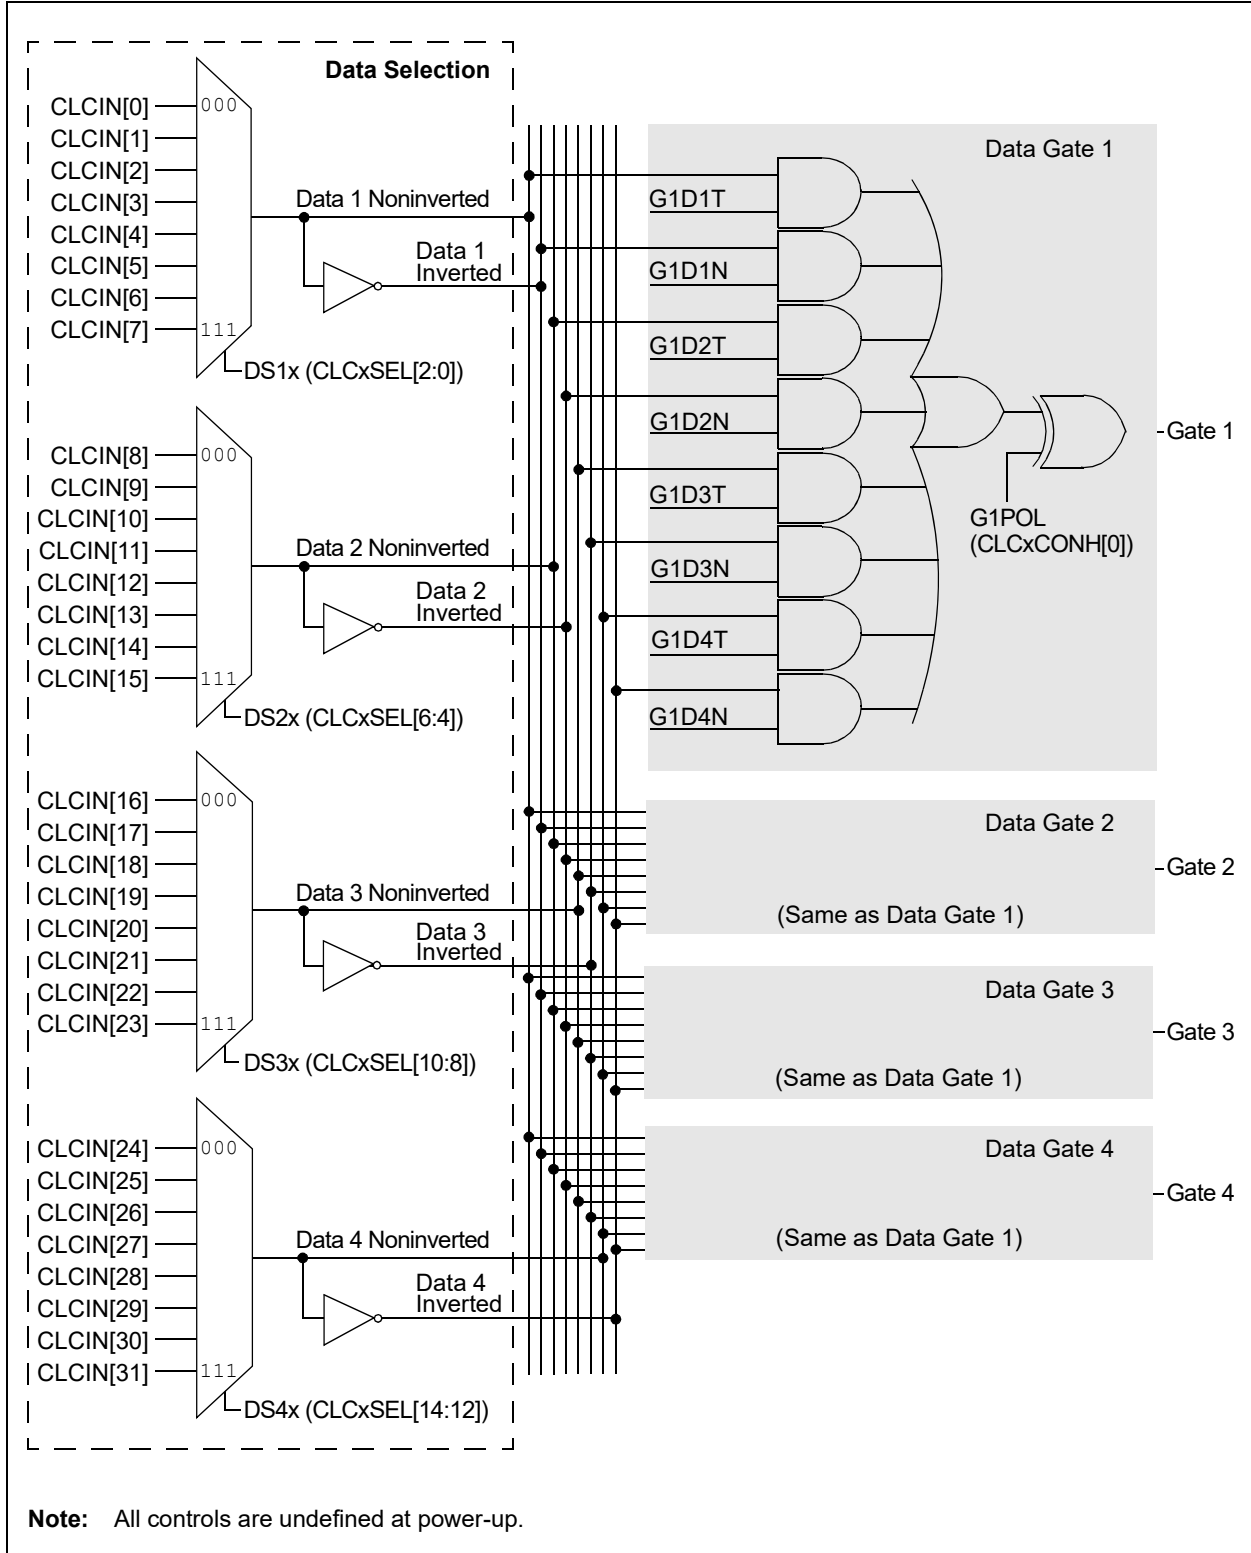 Data Selection
CLCIN[0]
CLCIN[1]
CLCIN[2]
CLCIN[3]
CLCIN[4]
CLCIN[5]
CLCIN[6]
CLCIN[7]
000
111
Data 1 Noninverted
Data 1
Inverted
DS1x (CLCxSEL[2:0])
CLCIN[8]
CLCIN[9]
CLCIN[10]
CLCIN[11]
CLCIN[12]
CLCIN[13]
CLCIN[14]
CLCIN[15]
000
111
Data 2 Noninverted
Data 2
Inverted
DS2x (CLCxSEL[6:4])
CLCIN[16]
CLCIN[17]
CLCIN[18]
CLCIN[19]
CLCIN[20]
CLCIN[21]
CLCIN[22]
CLCIN[23]
000
111
Data 3 Noninverted
Data 3
Inverted
DS3x (CLCxSEL[10:8])
CLCIN[24]
CLCIN[25]
CLCIN[26]
CLCIN[27]
CLCIN[28]
CLCIN[29]
CLCIN[30]
CLCIN[31]
000
111
Data 4 Noninverted
Data 4
Inverted
DS4x (CLCxSEL[14:12])
Data Gate 1
G1D1T
G1D1N
G1D2T
G1D2N
G1D3T
G1D3N
G1D4T
G1D4N
G1POL
(CLCxCONH[0])
Gate 1
Data Gate 2
(Same as Data Gate 1)
Gate 2
Data Gate 3
(Same as Data Gate 1)
Gate 3
Data Gate 4
(Same as Data Gate 1)
Gate 4
Note: All controls are undefined at power-up.